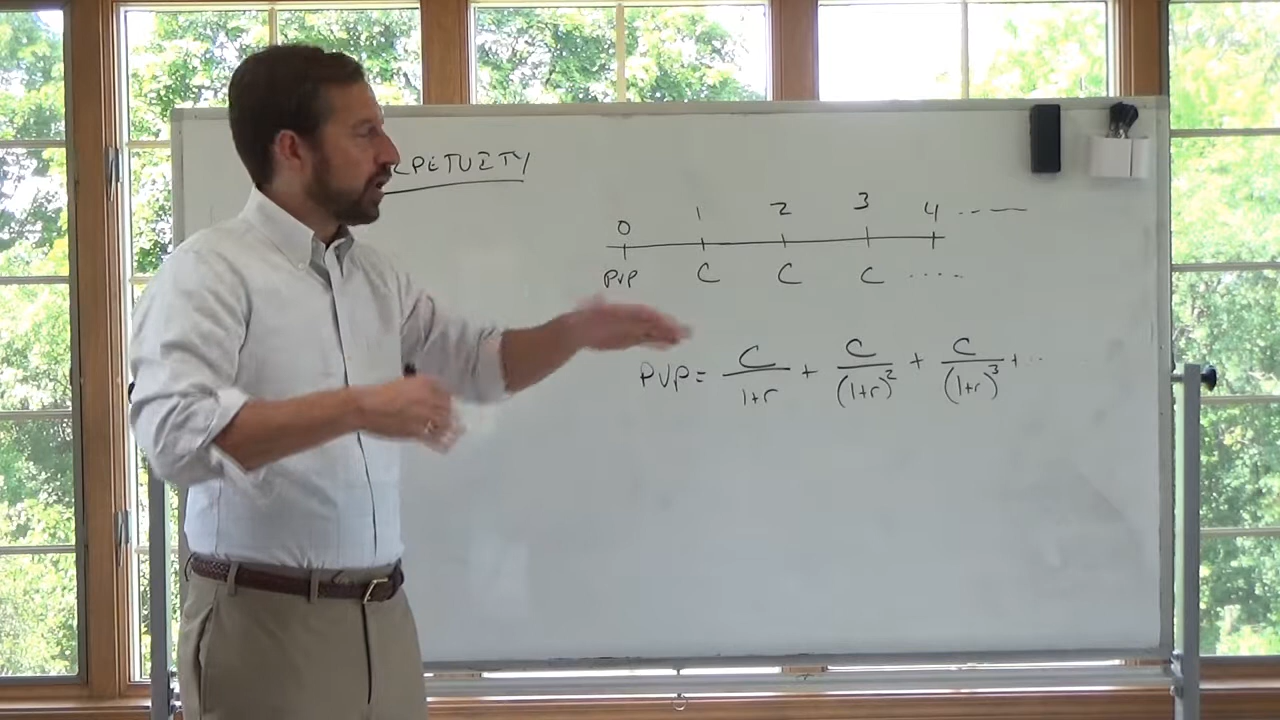 RPETUITY
0 1 2 3 4 .----
PVP C C C .....
PVP = C/(1+r) + C/(1+r)^2 + C/(1+r)^3 + ...